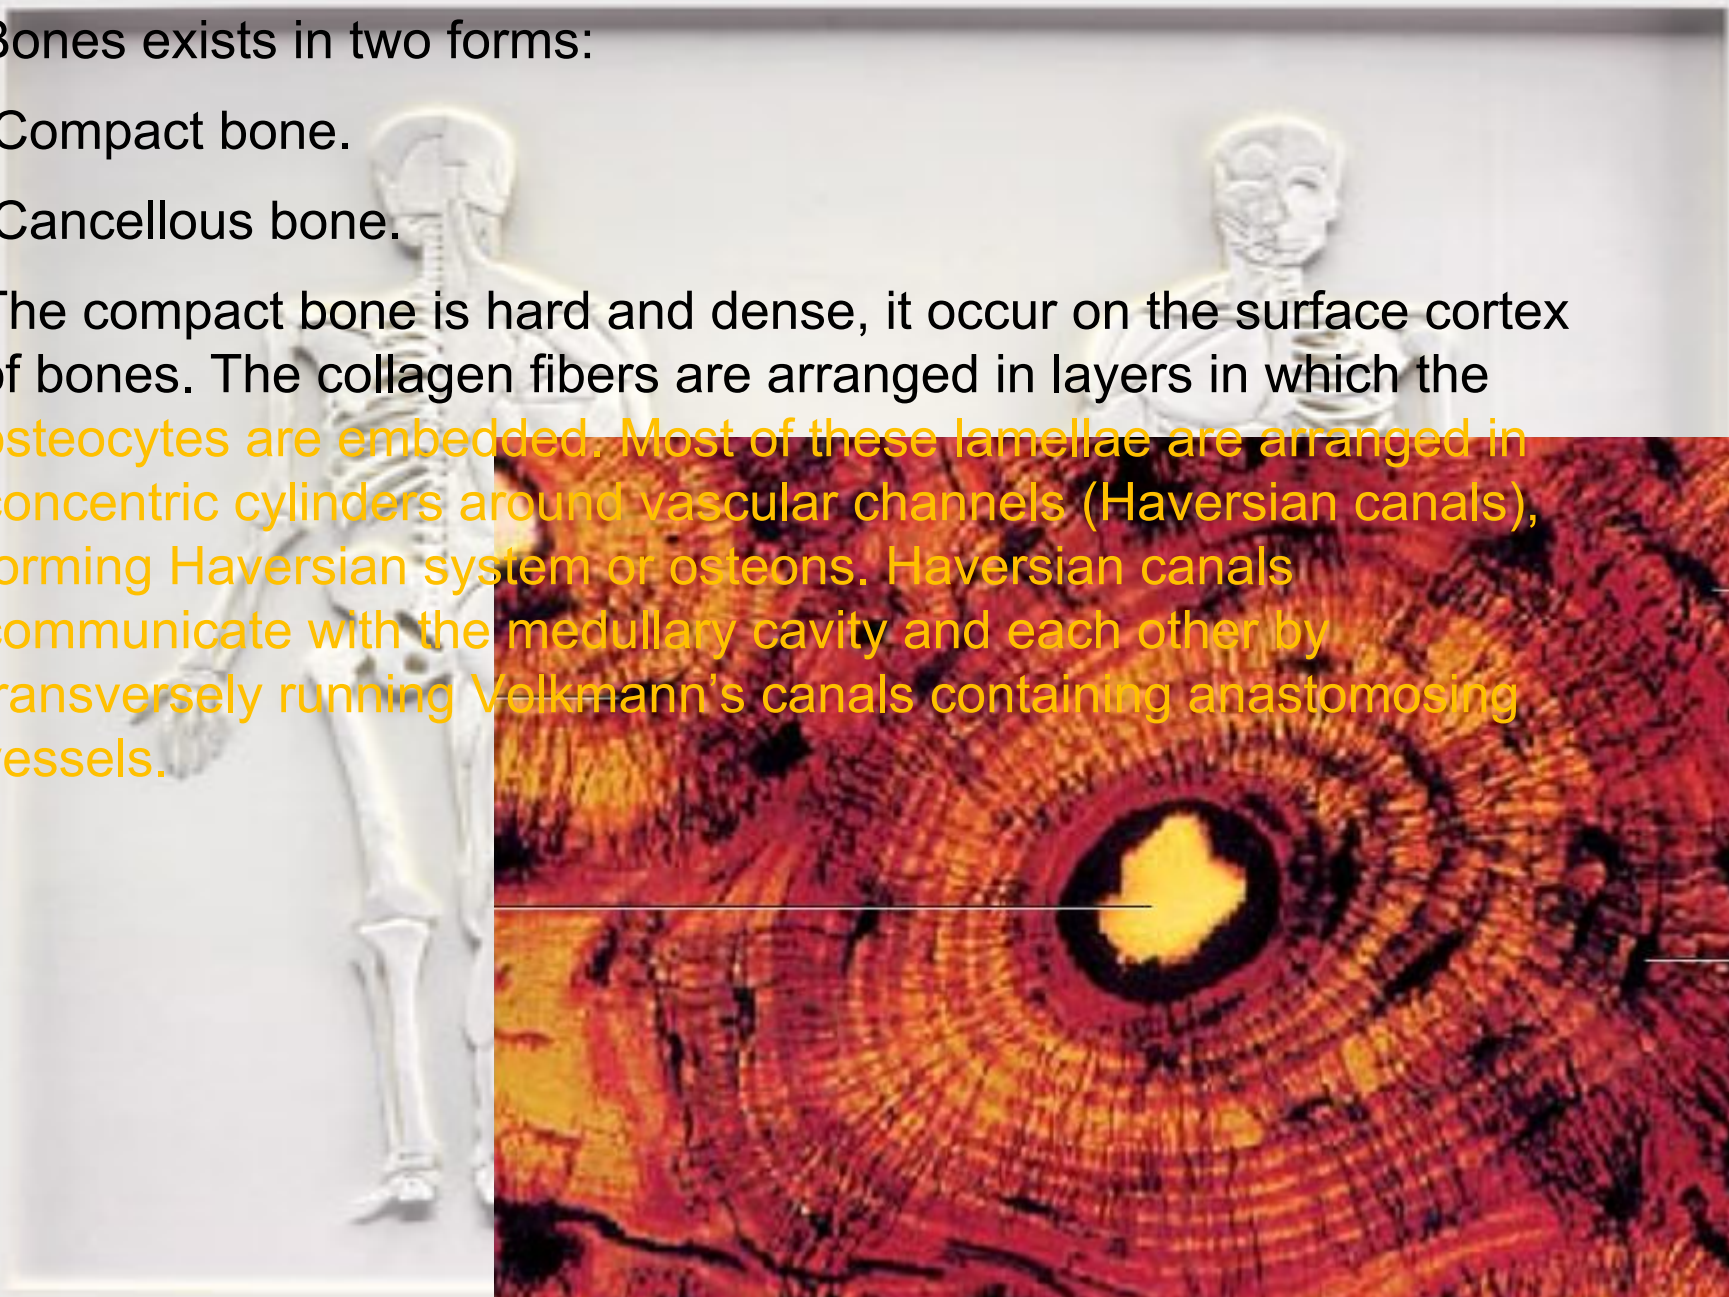 Bones exists in two forms:
Compact bone.
Cancellous bone.
The compact bone is hard and dense, it occur on the surface cortex
of bones. The collagen fibers are arranged in layers in which the
osteocytes are embedded. Most of these lamellae are arranged in
concentric cylinders around vascular channels (Haversian canals),
forming Haversian system or osteons. Haversian canals
communicate with the medullary cavity and each other by
transversely running Volkmann’s canals containing anastomosing
vessels.